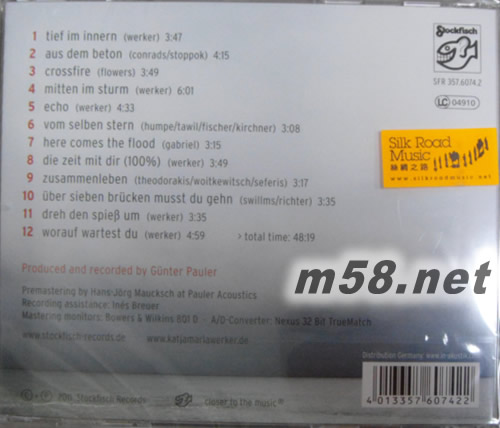 1 tief im innern (werker) 3:47
2 aus dem beton (conrads/stoppok) 4:15
3 crossfire (flowers) 3:49
4 mitten im sturm (werker) 6:01
5 echo (werker) 4:33
6 vom selben stern (humpe/tawil/fischer/kirchner) 3:08
7 here comes the flood (gabriel) 3:15
8 die zeit mit dir (100%) (werker) 3:49
9 zusammenleben (theodorakis/woitkewitsch/seferis) 3:17
10 über sieben brücken musst du gehn (swillms/richter) 3:35
11 dreh den spieß um (werker) 3:35
12 worauf wartest du (werker) 4:59 > total time: 48:19
Stockfisch
SFR 357.6074.2
LC 04910
Silk Road
Music
絲綢之路
www.silkroadmusic.net
m58.net
Produced and recorded by Günter Pauler
Premastering by Hans-Jörg Maucksch at Pauler Acoustics
Recording assistance: Ines Breuer
Mastering monitors: Bowers & Wilkins 801 D A/D-Converter: Nexus 32 Bit TrueMatch
www.stockfisch-records.de www.katjamariawerker.de
Distribution Germany: www.in-akustik.com
Stockfisch Records closer to the music®
4 013357 607422